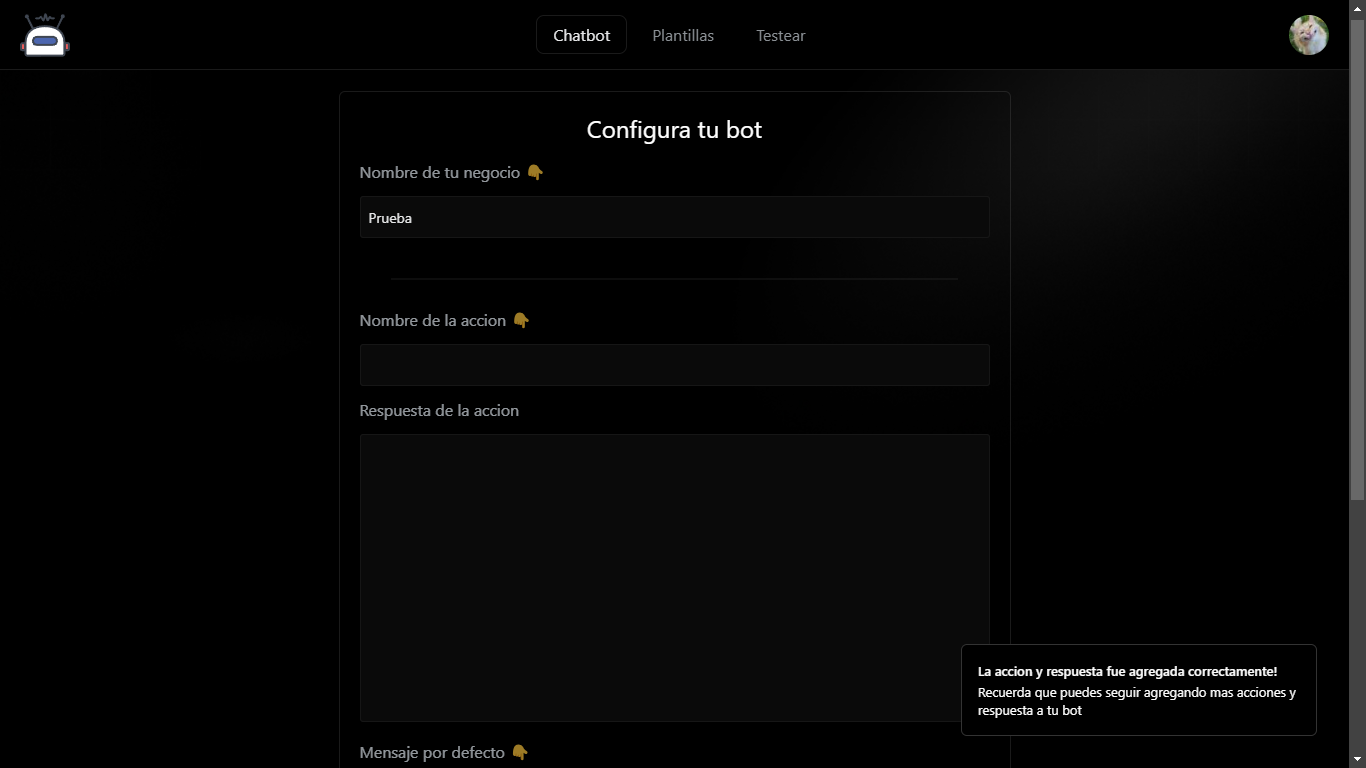 Chatbot
Plantillas
Testear
Configura tu bot
Nombre de tu negocio 👇
Prueba
Nombre de la accion 👇
Respuesta de la accion
La accion y respuesta fue agregada correctamente!
Recuerda que puedes seguir agregando mas acciones y
respuesta a tu bot
Mensaje por defecto 👇